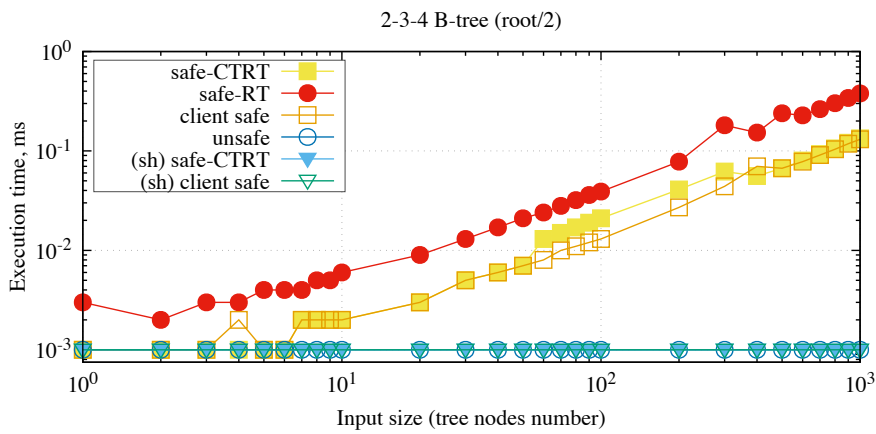 2-3-4 B-tree (root/2)
10^0
safe-CTRT
safe-RT
client safe
unsafe
(sh) safe-CTRT
(sh) client safe
10^-1
10^-2
10^-3
Execution time, ms
10^0
10^1
10^2
10^3
Input size (tree nodes number)